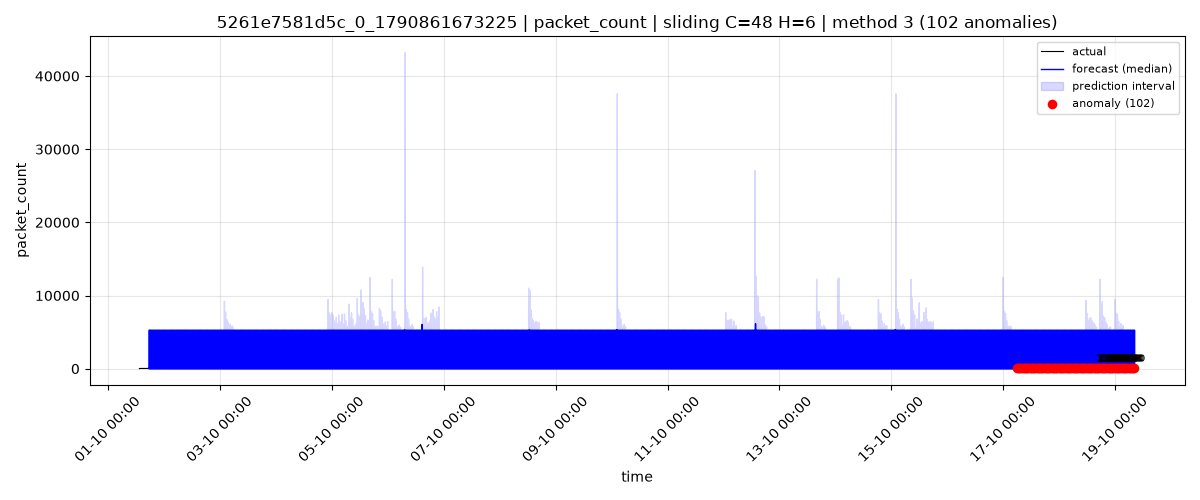 5261e7581d5c_0_1790861673225 | packet_count | sliding C=48 H=6 | method 3 (102 anomalies)
actual
forecast (median)
prediction interval
anomaly (102)
packet_count
40000
30000
20000
10000
0
01-10 00:00
03-10 00:00
05-10 00:00
07-10 00:00
09-10 00:00
11-10 00:00
13-10 00:00
15-10 00:00
17-10 00:00
19-10 00:00
time